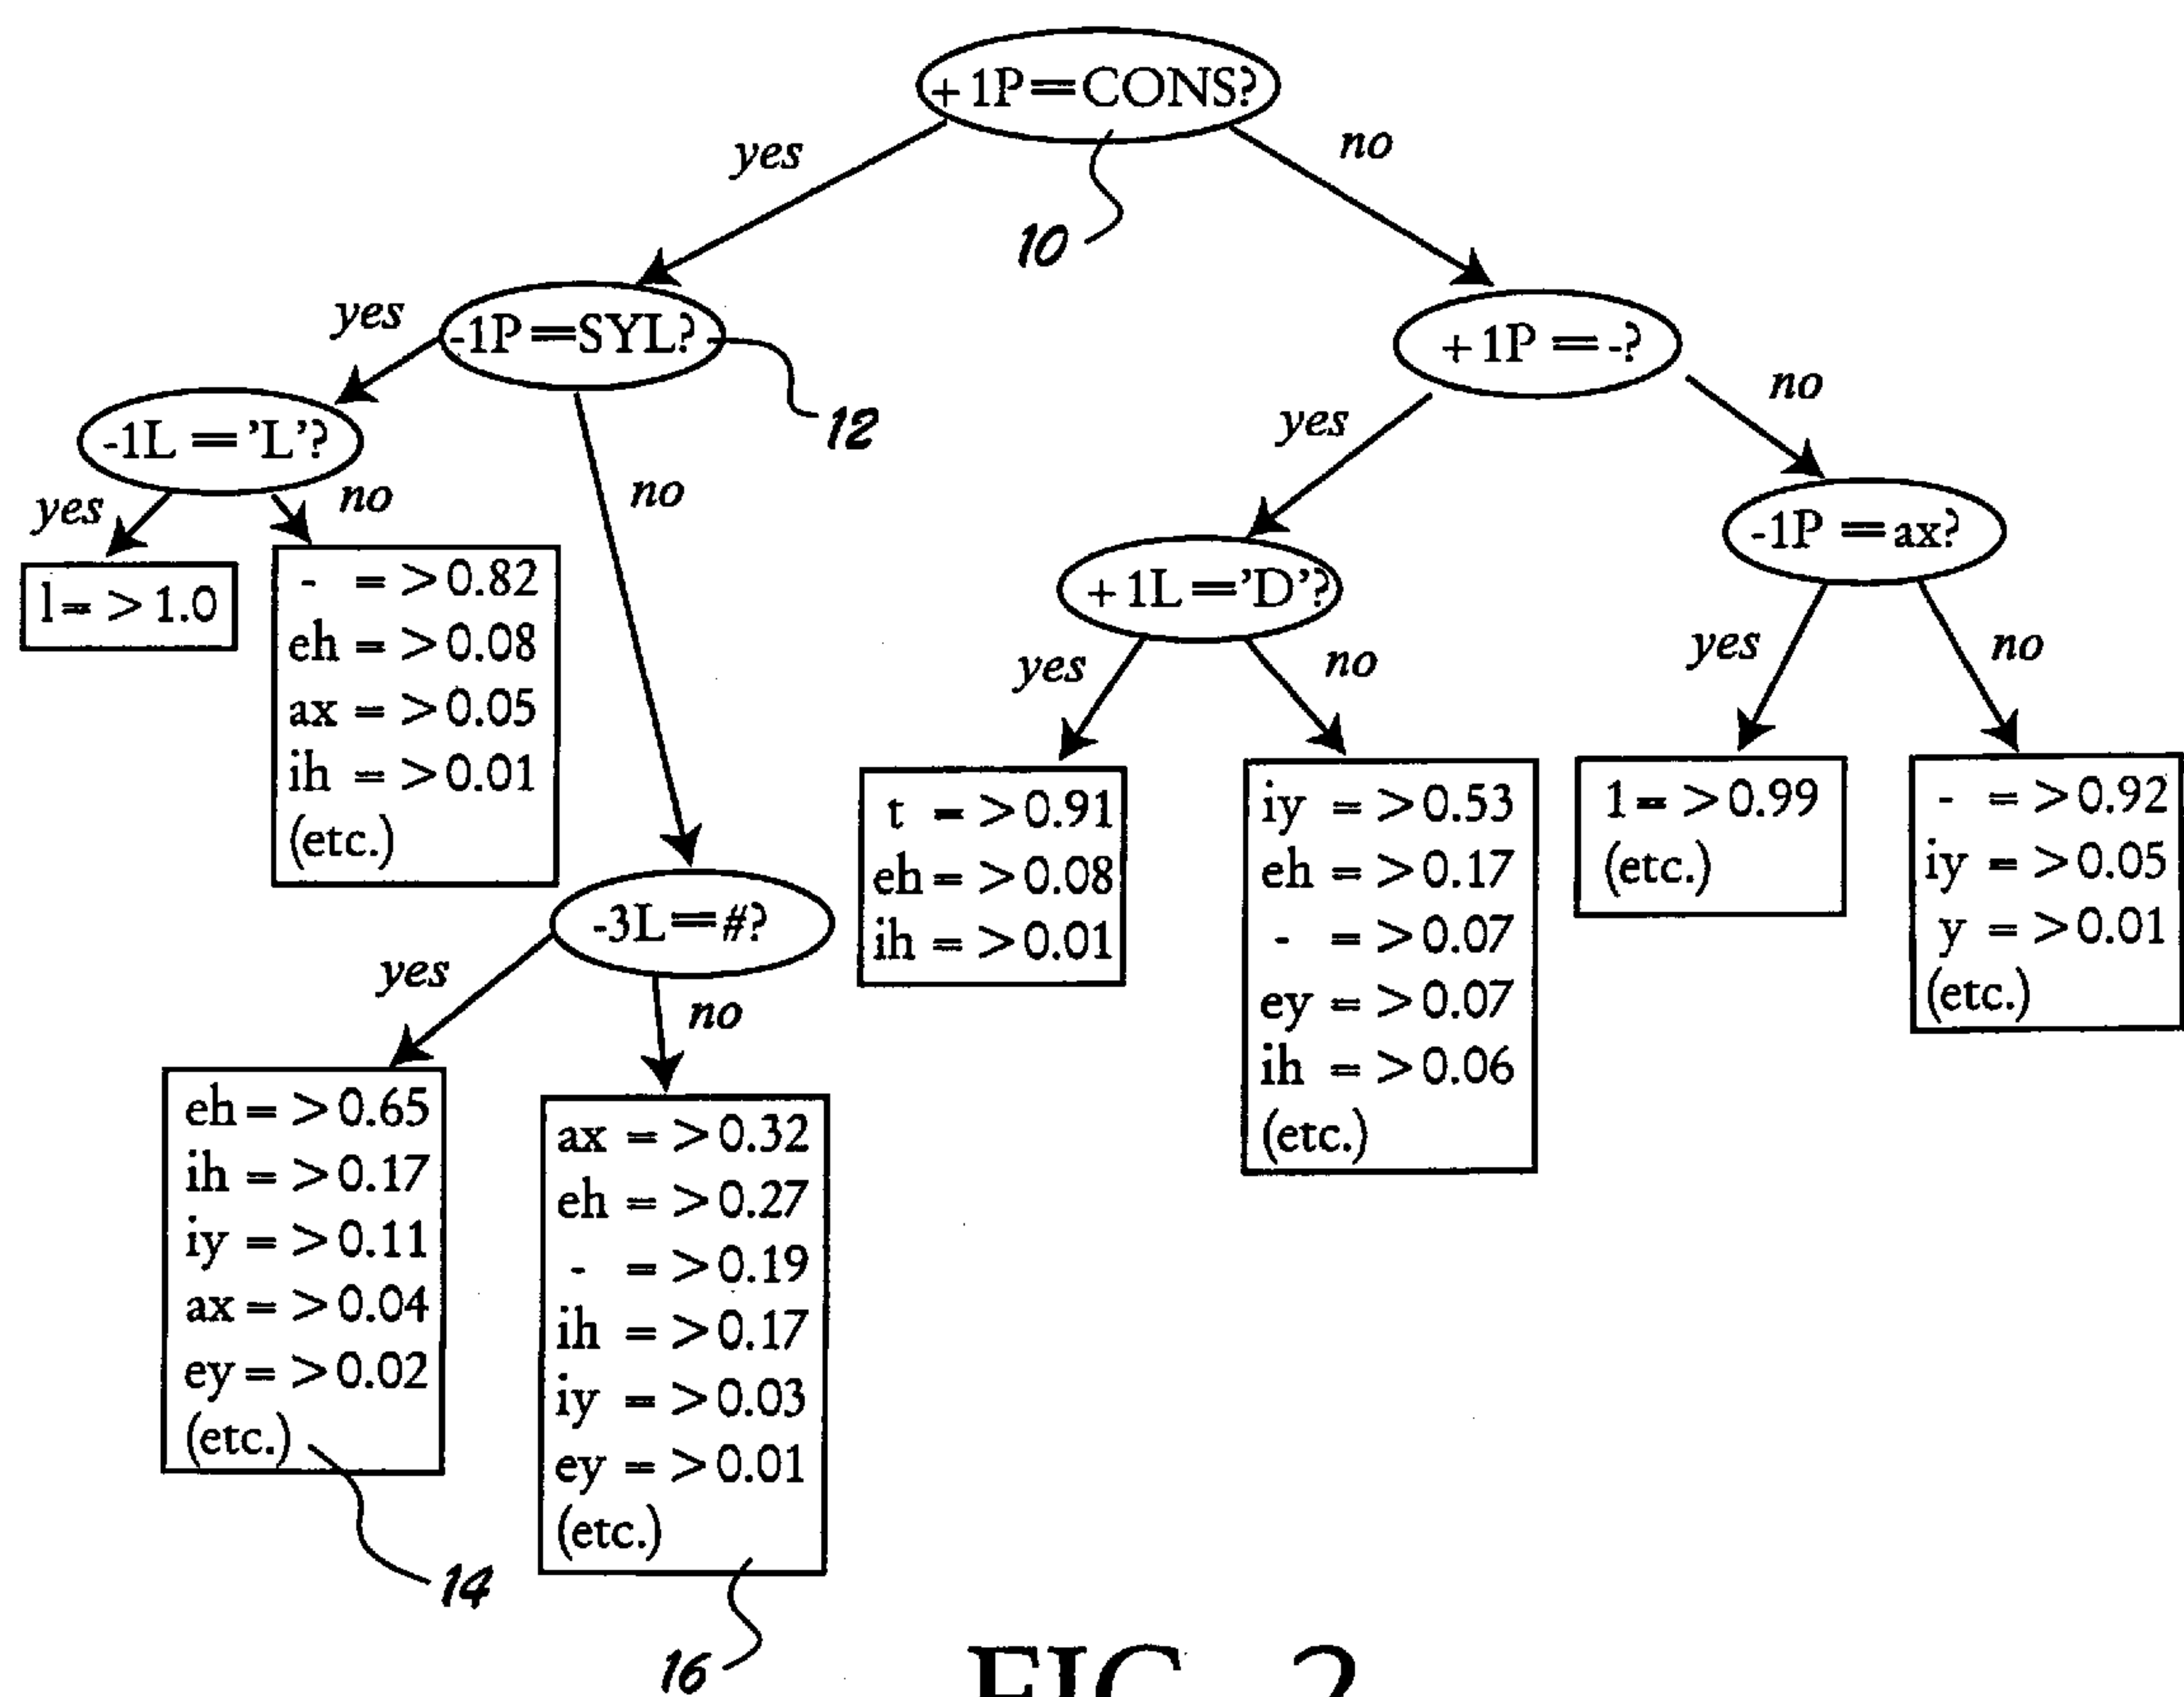 +1P==CONS?
yes
no
10
-1P==SYL?
yes
no
12
+1P==-?
yes
no
-1L=='L'?
yes
no
-1P==ax?
yes
no
+1L=='D'?
yes
no
l=>1.0
- =>0.82
eh =>0.08
ax =>0.05
ih =>0.01
(etc.)
-3L==#?
yes
no
t =>0.91
eh=>0.08
ih =>0.01
iy =>0.53
eh =>0.17
- =>0.07
ey =>0.07
ih =>0.06
(etc.)
1=>0.99
(etc.)
- =>0.92
iy =>0.05
y =>0.01
(etc.)
eh=>0.65
ih =>0.17
iy =>0.11
ax=>0.04
ey=>0.02
(etc.)
14
ax =>0.32
eh =>0.27
- =>0.19
ih =>0.17
iy =>0.03
ey =>0.01
(etc.)
16
FIG. 2